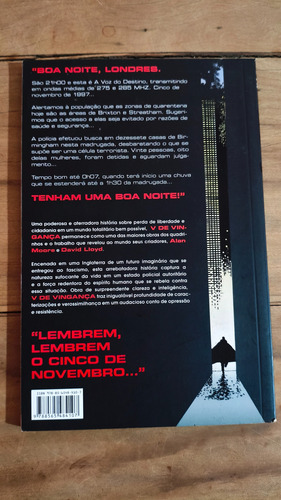 "BOA NOITE, LONDRES.
São 21h00 e esta é A Voz do Destino, transmitindo
em ondas médias de 275 e 285 MHZ. Cinco de
novembro de 1997...
Alertamos à população que as zonas de quarentena
hoje são as áreas de Brixton e Streatham. Sugeri-
mos que o acesso a elas seja evitado por razões de
saúde e segurança...
A polícia efetuou busca em dezessete casas de Bir-
mingham nesta madrugada, desbaratando o que se
supõe ser uma célula terrorista. Vinte pessoas, oito
delas mulheres, foram detidas e aguardam julga-
mento...
Tempo bom até 0h07, quando terá início uma chuva
que se estenderá até a 1h30 da madrugada...
TENHAM UMA BOA NOITE!"
Uma poderosa e aterradora história sobre perda de liberdade e
cidadania em um mundo totalitário bem possível, V DE VIN-
GANÇA permanece como uma das maiores obras dos quadri-
nhos e o trabalho que revelou ao mundo seus criadores, Alan
Moore e David Lloyd.
Encenada em uma Inglaterra de um futuro imaginário que se
entregou ao fascismo, esta arrebatadora história captura a
natureza sufocante da vida em um estado policial autoritário
e a força redentora do espírito humano que se rebela contra
essa situação. Obra de surpreendente clareza e inteligência,
V DE VINGANÇA traz inigualável profundidade de carac-
terizações e verossimilhança em um audacioso conto de opressão
e resistência.
"LEMBREM,
LEMBREM
O CINCO DE
NOVEMBRO..."